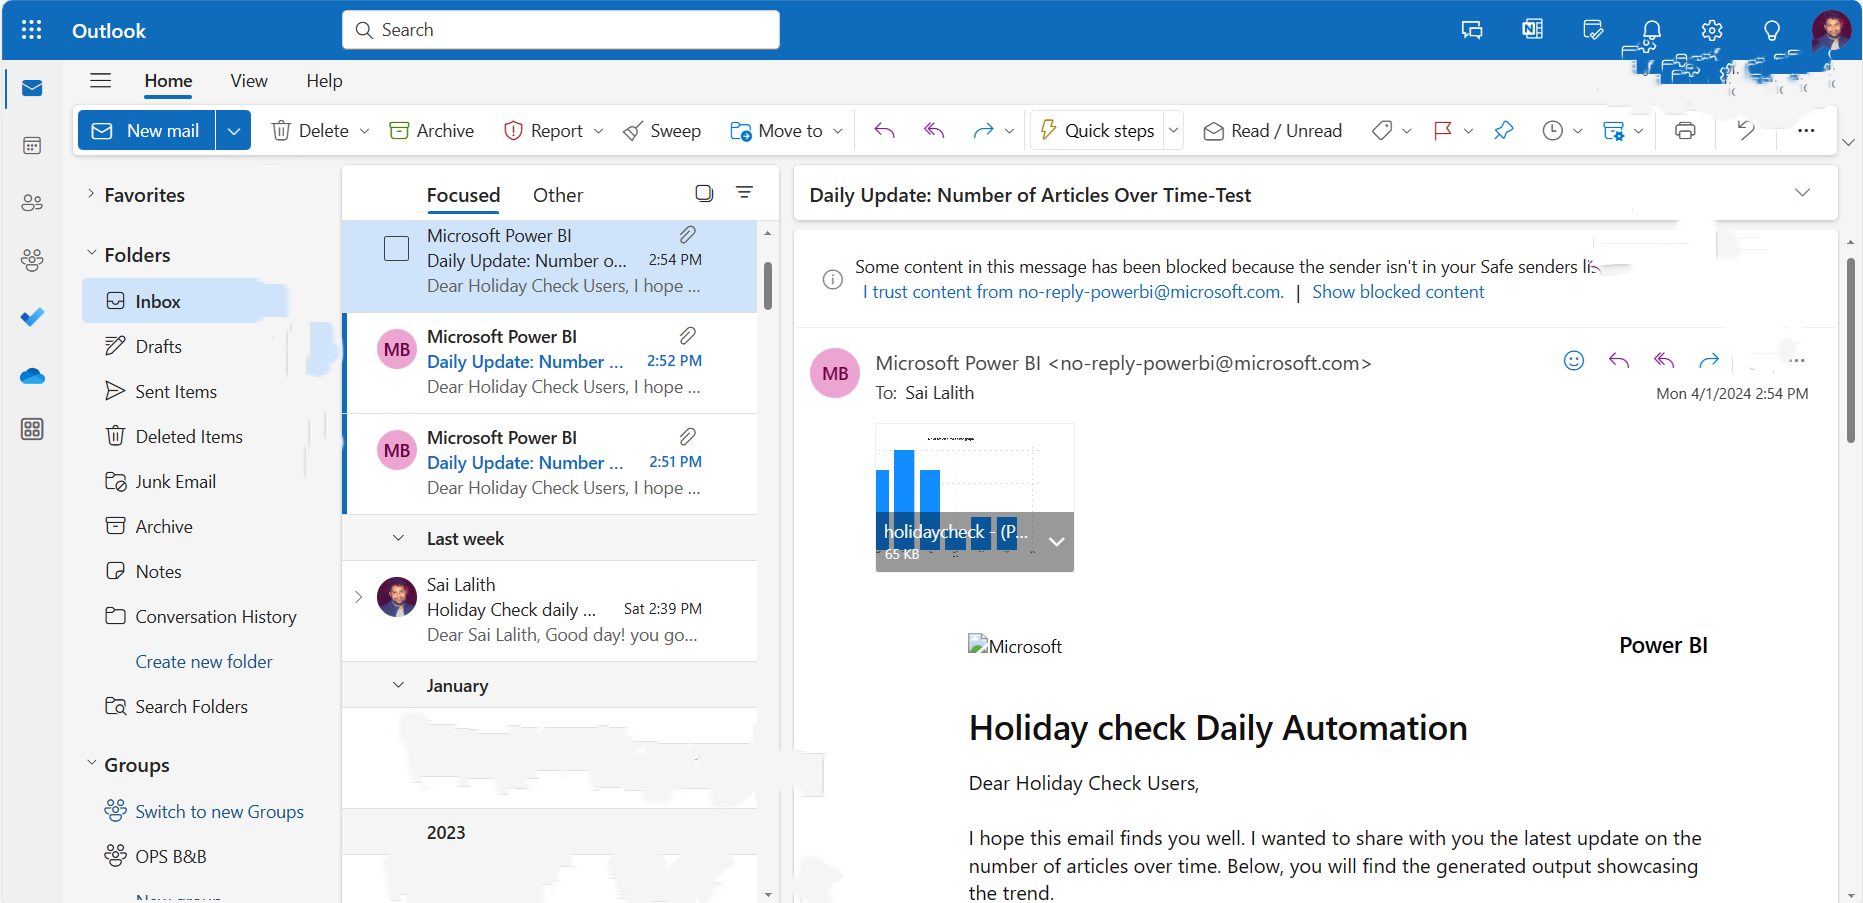 Outlook
Search
Home View Help
New mail Delete Archive Report Sweep Move to Quick steps Read / Unread
Favorites
Folders
Inbox
Drafts
Sent Items
Deleted Items
Junk Email
Archive
Notes
Conversation History
Create new folder
Search Folders
Groups
Switch to new Groups
OPS B&B
Focused Other
Microsoft Power BI
Daily Update: Number o... 2:54 PM
Dear Holiday Check Users, I hope ...
MB
Microsoft Power BI
Daily Update: Number ... 2:52 PM
Dear Holiday Check Users, I hope ...
MB
Microsoft Power BI
Daily Update: Number ... 2:51 PM
Dear Holiday Check Users, I hope ...
Last week
Sai Lalith
Holiday Check daily ... Sat 2:39 PM
Dear Sai Lalith, Good day! you go...
January
2023
Daily Update: Number of Articles Over Time-Test
Some content in this message has been blocked because the sender isn't in your Safe senders
I trust content from no-reply-powerbi@microsoft.com. | Show blocked content
MB
Microsoft Power BI <no-reply-powerbi@microsoft.com>
To: Sai Lalith
Mon 4/1/2024 2:54 PM
holidaycheck - (P...
65 KB
Microsoft
Power BI
Holiday check Daily Automation
Dear Holiday Check Users,
I hope this email finds you well. I wanted to share with you the latest update on the
number of articles over time. Below, you will find the generated output showcasing
the trend.